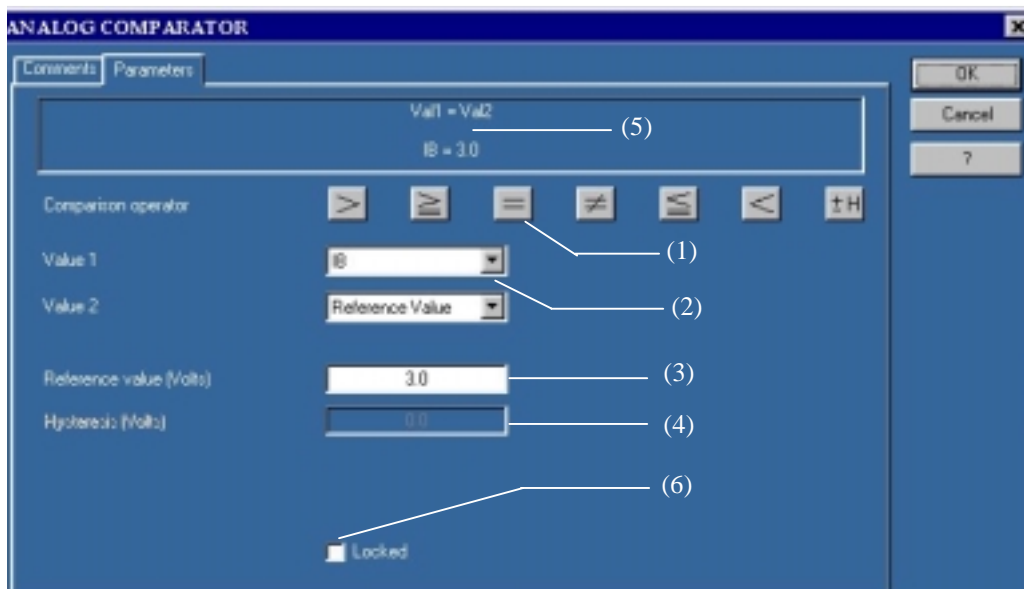 ANALOG COMPARATOR
Comments Parameters
OK
Cancel
?
Val1 = Val2
IB = 3.0
(5)
Comparison operator > ≧ = ≠ ≦ < ±H
(1)
Value 1 IB
(2)
Value 2 Reference Value
Reference value (Volts) 3.0 (3)
Hysteresis (Volts) 0.0 (4)
(6)
Locked